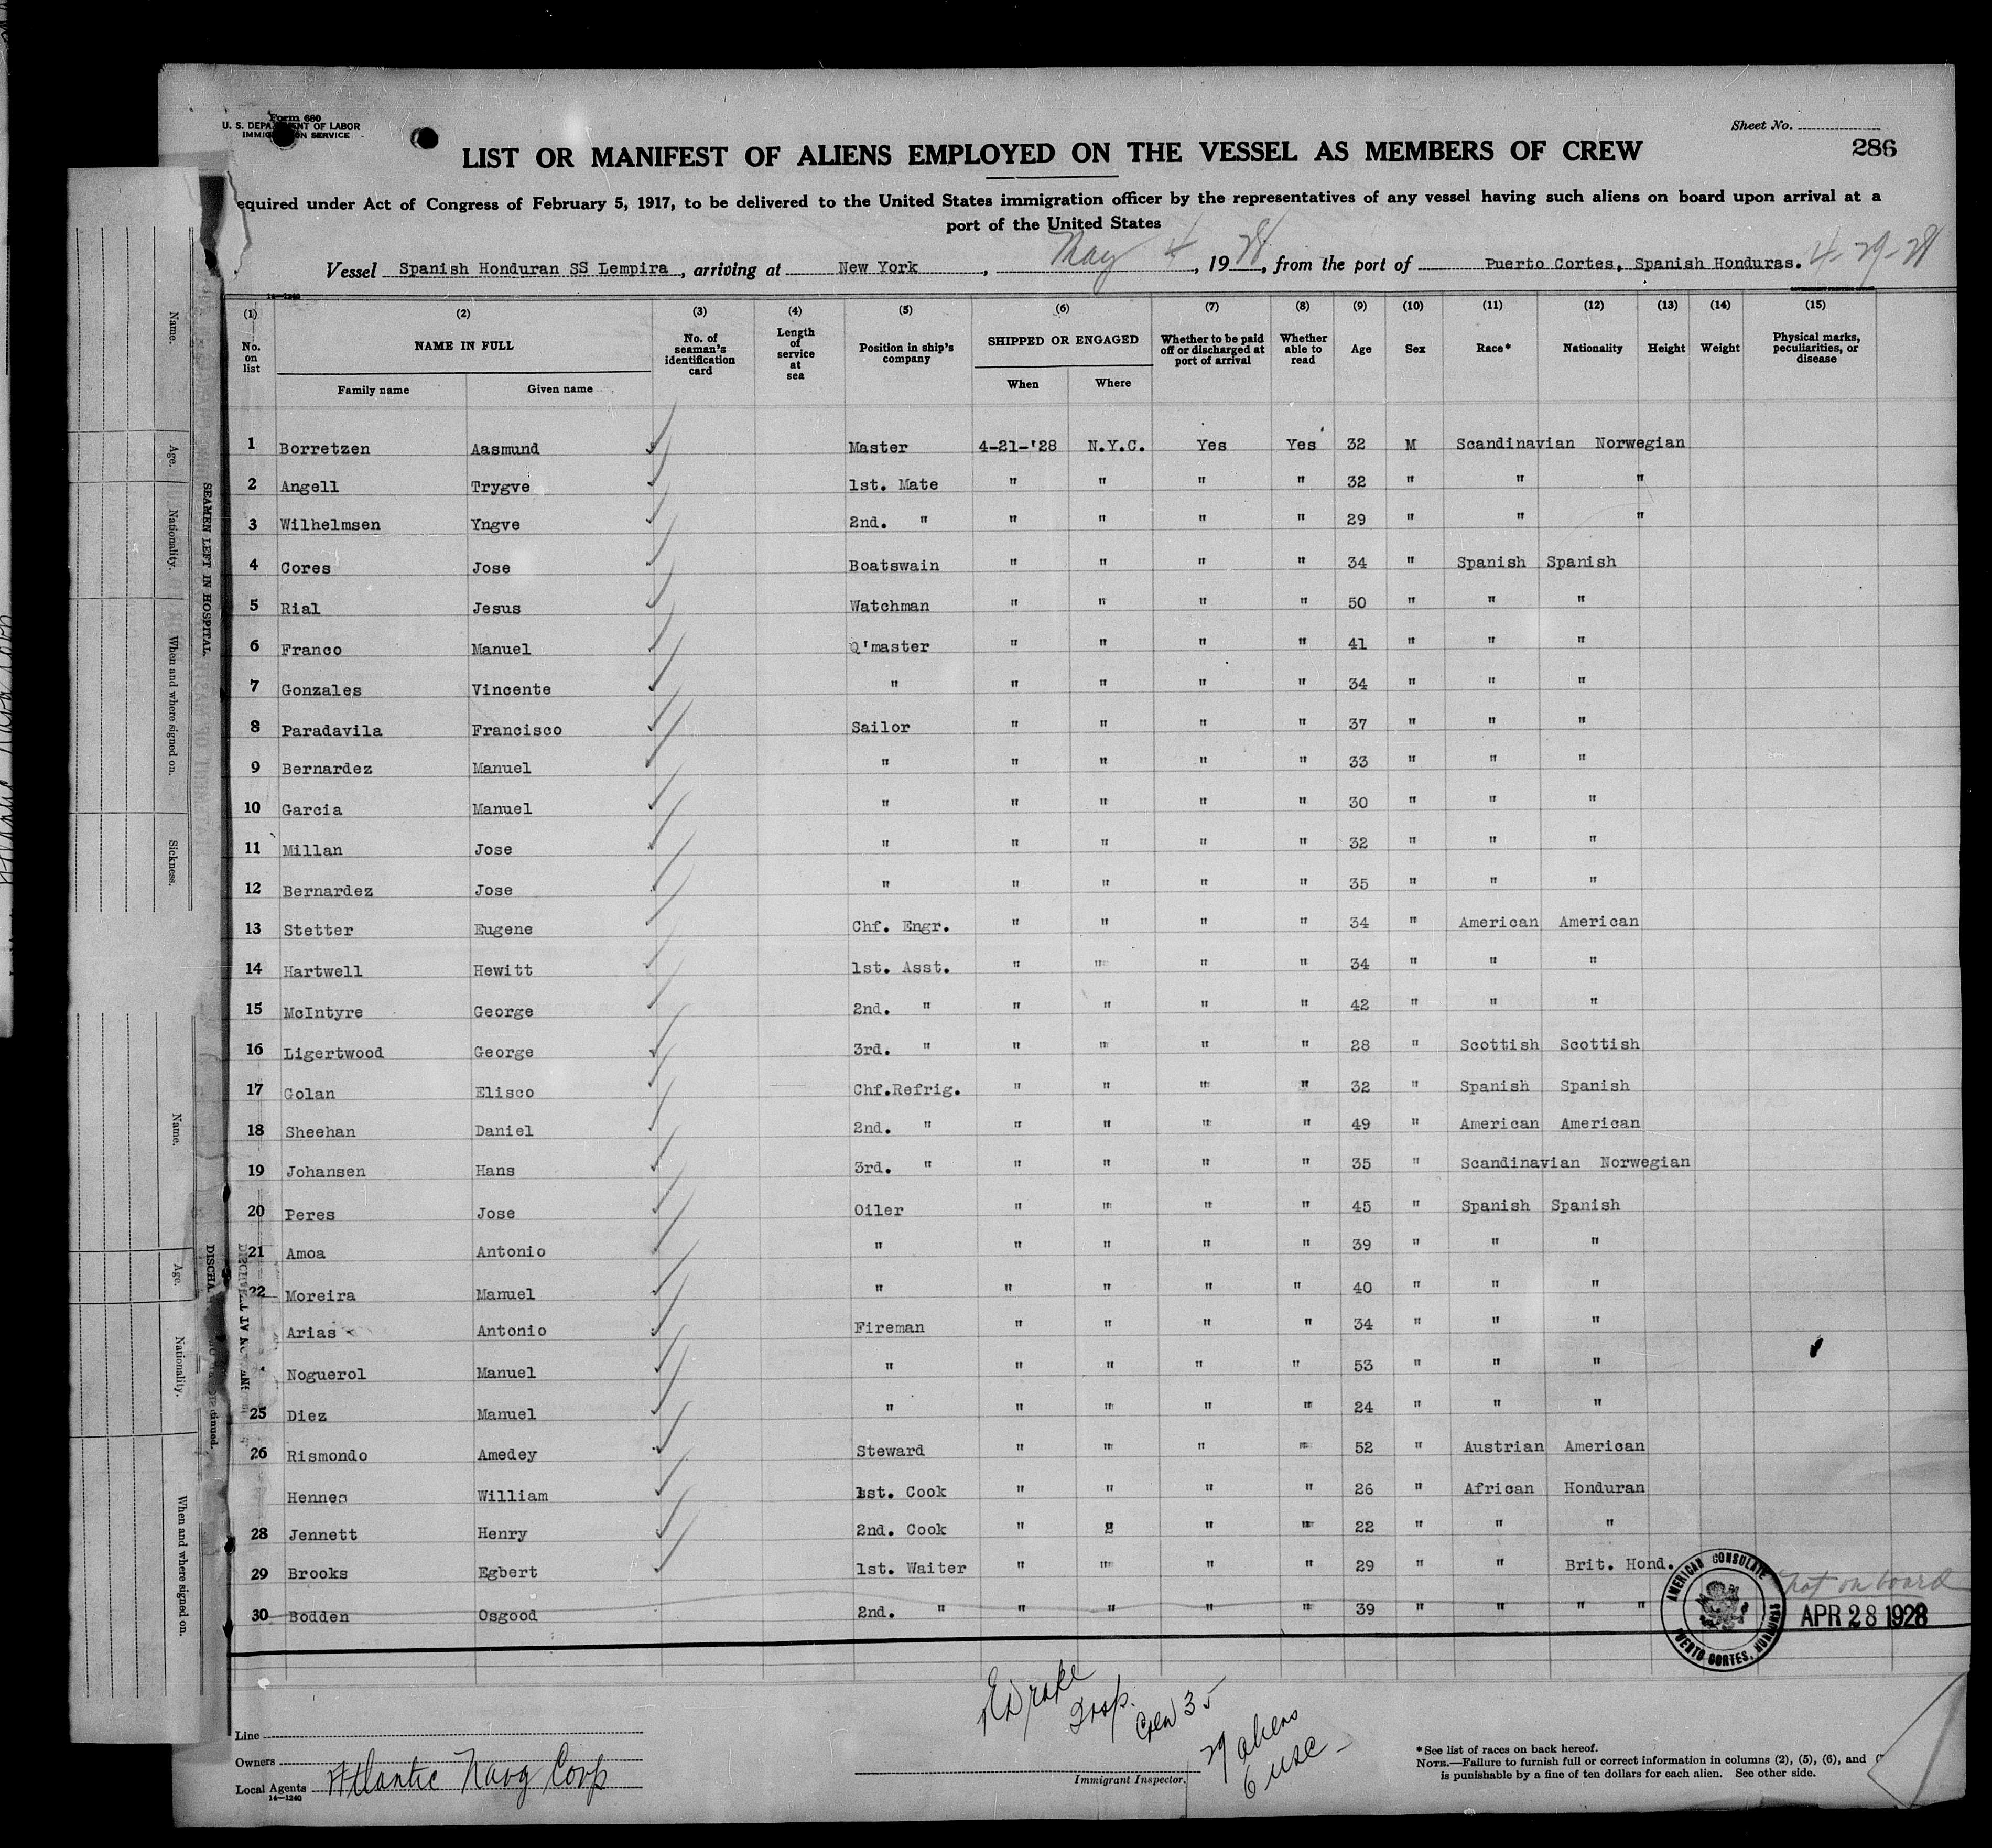 Form 680
U. S. DEPARTMENT OF LABOR
IMMIGRATION SERVICE
Sheet No.
286
LIST OR MANIFEST OF ALIENS EMPLOYED ON THE VESSEL AS MEMBERS OF CREW
equired under Act of Congress of February 5, 1917, to be delivered to the United States immigration officer by the representatives of any vessel having such aliens on board upon arrival at a
port of the United States
Vessel Spanish Honduran SS Lempira, arriving at New York, May 4, 1928, from the port of Puerto Cortes, Spanish Honduras. 4-29-28
14—1240
(1) (2) (3) (4) (5) (6) (7) (8) (9) (10) (11) (12) (13) (14) (15)
No. on list NAME IN FULL Family name Given name No. of seaman's identification card Length of service at sea Position in ship's company SHIPPED OR ENGAGED When Where Whether to be paid off or discharged at port of arrival Whether able to read Age Sex Race* Nationality Height Weight Physical marks, peculiarities, or disease
1 Borretzen Aasmund Master 4-21-'28 N.Y.C. Yes Yes 32 M Scandinavian Norwegian
2 Angell Trygve 1st. Mate " " " " 32 " " "
3 Wilhelmsen Yngve 2nd. " " " " " 29 " " "
4 Cores Jose Boatswain " " " " 34 " Spanish Spanish
5 Rial Jesus Watchman " " " " 50 " " "
6 Franco Manuel Q'master " " " " 41 " " "
7 Gonzales Vincente " " " " " 34 " " "
8 Paradavila Francisco Sailor " " " " 37 " " "
9 Bernardez Manuel " " " " " 33 " " "
10 Garcia Manuel " " " " " 30 " " "
11 Millan Jose " " " " " 32 " " "
12 Bernardez Jose " " " " " 35 " " "
13 Stetter Eugene Chf. Engr. " " " " 34 " American American
14 Hartwell Hewitt 1st. Asst. " " " " 34 " " "
15 McIntyre George 2nd. " " " " " 42 " " "
16 Ligertwood George 3rd. " " " " " 28 " Scottish Scottish
17 Golan Elisco Chf.Refrig. " " " " 32 " Spanish Spanish
18 Sheehan Daniel 2nd. " " " " " 49 " American American
19 Johansen Hans 3rd. " " " " " 35 " Scandinavian Norwegian
20 Peres Jose Oiler " " " " 45 " Spanish Spanish
21 Amoa Antonio " " " " " 39 " " "
22 Moreira Manuel " " " " " 40 " " "
Arias Antonio Fireman " " " " 34 " " "
Noguerol Manuel " " " " " 53 " " "
25 Diez Manuel " " " " " 24 " " "
26 Rismondo Amedey Steward " " " " 52 " Austrian American
Hennes William 1st. Cook " " " " 26 " African Honduran
28 Jennett Henry 2nd. Cook " " " " 22 " " "
29 Brooks Egbert 1st. Waiter " " " " 29 " " Brit. Hond.
30 Bodden Osgood 2nd. " " " " " 39 " " " "
not on board
AMERICAN CONSULATE
PUERTO CORTES, HONDURAS
APR 28 1928
Line
Owners
Local Agents Atlantic Navg Corp
14—1240
Drake
Insp.
Crew 35
29 aliens
6 USC
Immigrant Inspector.
*See list of races on back hereof.
NOTE.—Failure to furnish full or correct information in columns (2), (5), (6), and
is punishable by a fine of ten dollars for each alien. See other side.
SEAMEN LEFT IN HOSPITAL.
Name.
Age.
Nationality.
When and where signed on.
Sickness.
Name.
Age.
Nationality.
When and where signed on.